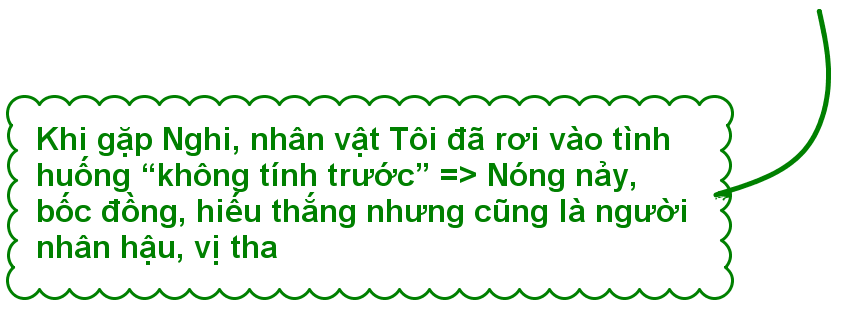 Khi gặp Nghi, nhân vật Tôi đã rơi vào tình
huống “không tính trước” => Nóng nảy,
bốc đồng, hiếu thắng nhưng cũng là người
nhân hậu, vị tha